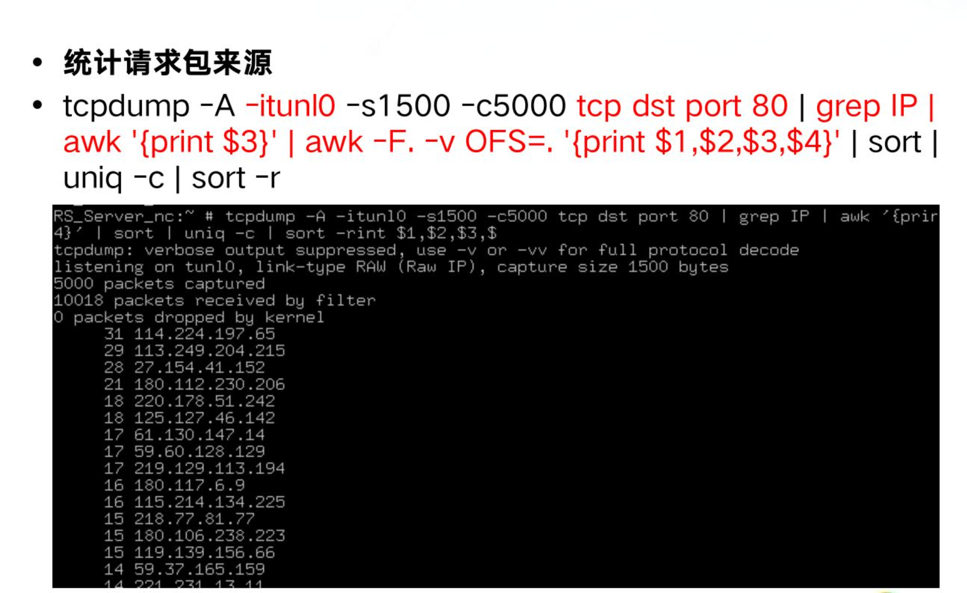 • 统计请求包来源
• tcpdump -A -itunl0 -s1500 -c5000 tcp dst port 80 | grep IP |
awk '{print $3}' | awk -F. -v OFS=. '{print $1,$2,$3,$4}' | sort |
uniq -c | sort -r
RS_Server_nc:~ # tcpdump -A -itunl0 -s1500 -c5000 tcp dst port 80 | grep IP | awk '{prin
4}' | sort | uniq -c | sort -rint $1,$2,$3,$
tcpdump: verbose output suppressed, use -v or -vv for full protocol decode
listening on tunl0, link-type RAW (Raw IP), capture size 1500 bytes
5000 packets captured
10018 packets received by filter
0 packets dropped by kernel
31 114.224.197.65
29 113.249.204.215
28 27.154.41.152
21 180.112.230.206
18 220.178.51.242
18 125.127.46.142
17 61.130.147.14
17 59.60.128.129
17 219.129.113.194
16 180.117.6.9
16 115.214.134.225
15 218.77.81.77
15 180.106.238.223
15 119.139.156.66
14 59.37.165.159
14 221.231.13.11